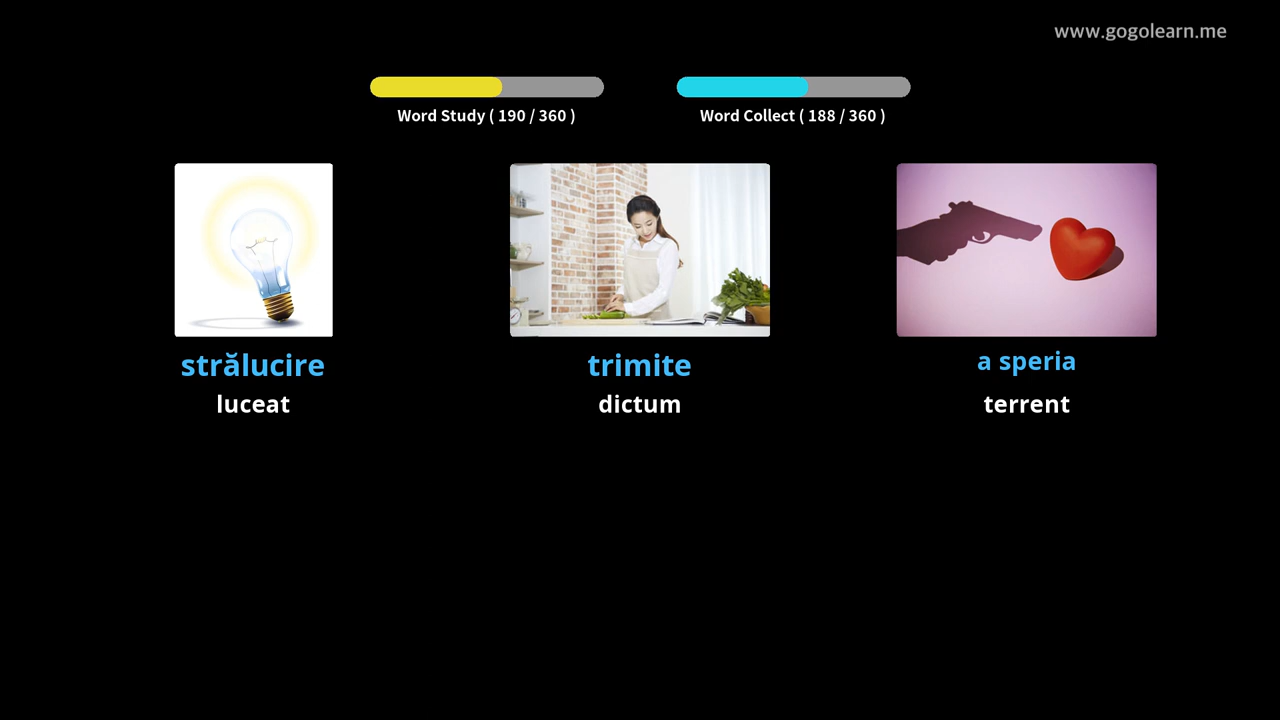 www.gogolearn.me
Word Study ( 190 / 360 )
Word Collect ( 188 / 360 )
strălucire
luceat
trimite
dictum
a speria
terrent